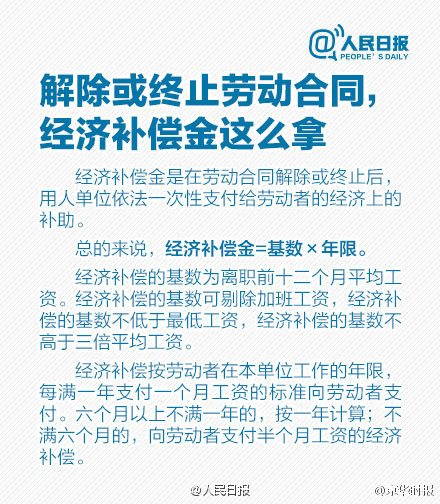 @人民日报
PEOPLE'S DAILY
解除或终止劳动合同,
经济补偿金这么拿
经济补偿金是在劳动合同解除或终止后,
用人单位依法一次性支付给劳动者的经济上的
补助。
总的来说,经济补偿金=基数×年限。
经济补偿的基数为离职前十二个月平均工
资。经济补偿的基数可剔除加班工资,经济补
偿的基数不低于最低工资,经济补偿的基数不
高于三倍平均工资。
经济补偿按劳动者在本单位工作的年限,
每满一年支付一个月工资的标准向劳动者支
付。六个月以上不满一年的,按一年计算;不
满六个月的,向劳动者支付半个月工资的经济
补偿。
@人民日报
@京华时报